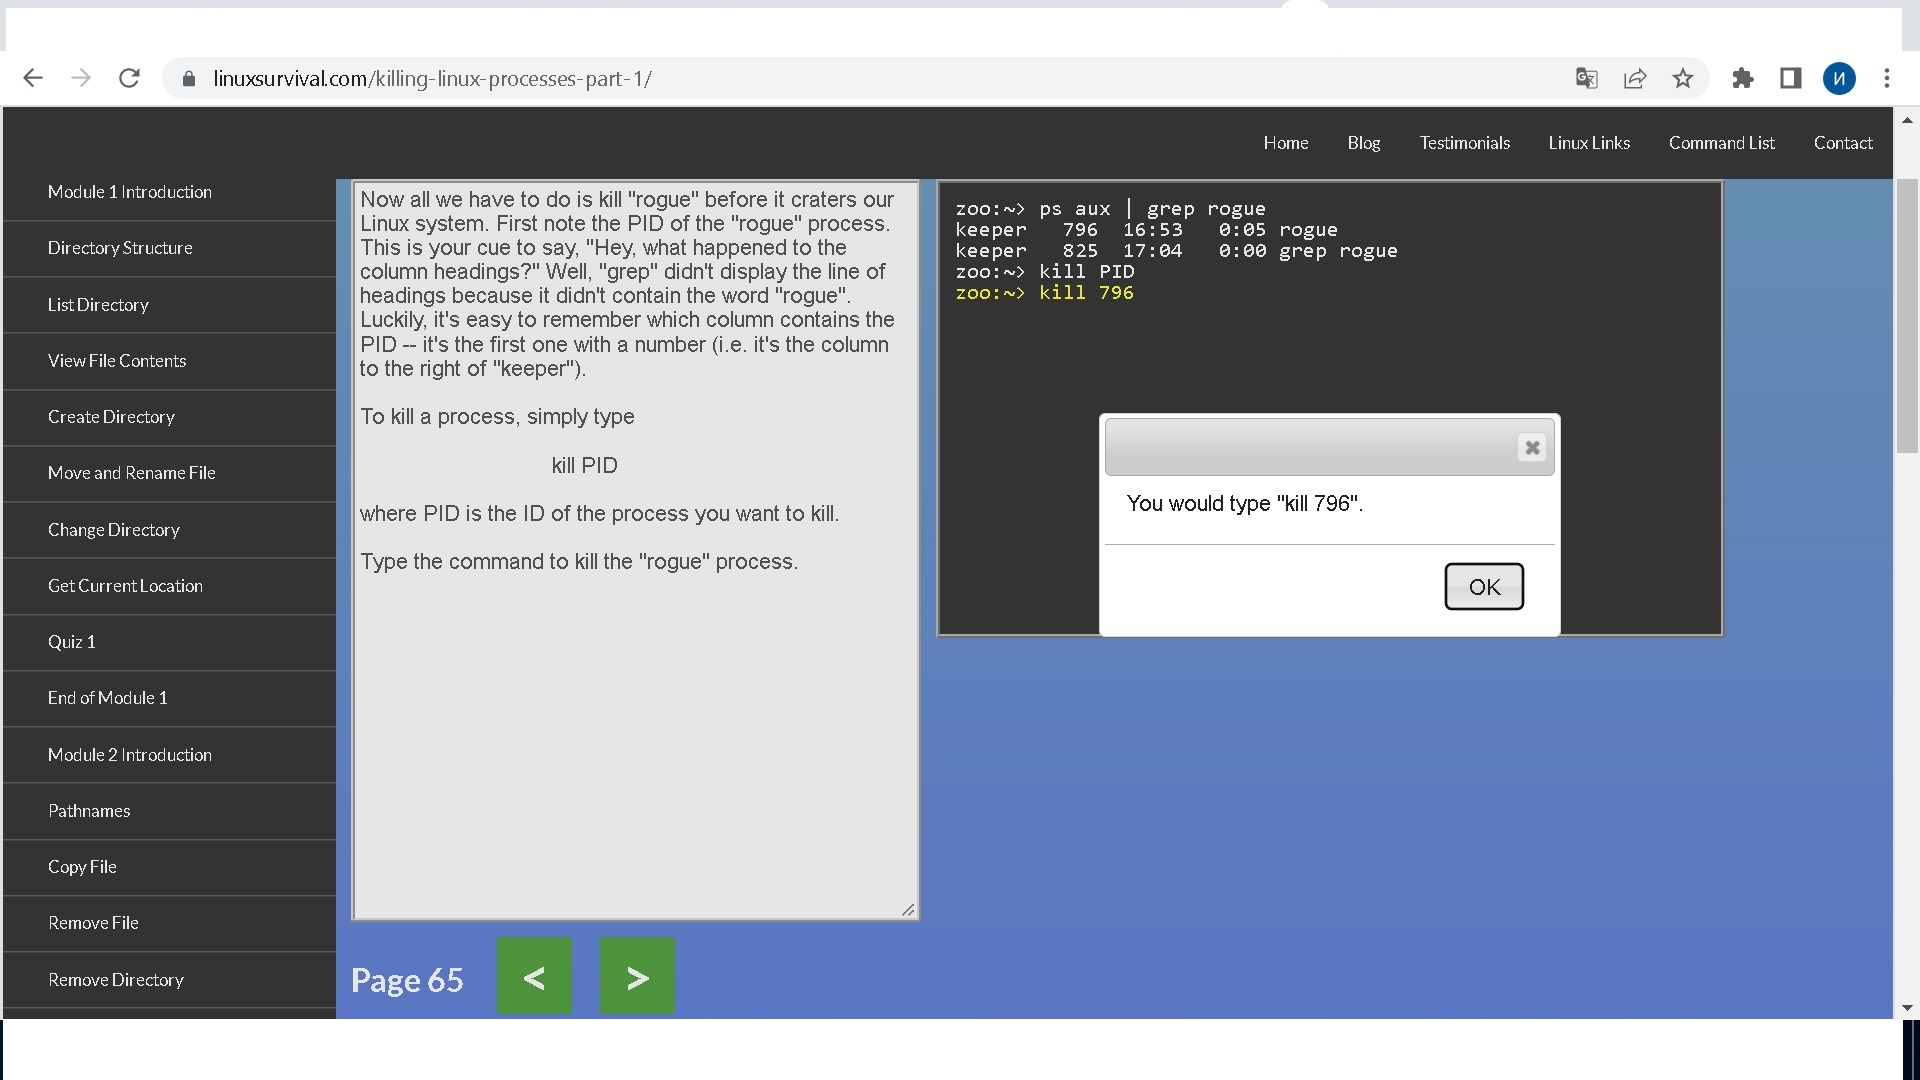 linuxsurvival.com/killing-linux-processes-part-1/
И
Home Blog Testimonials Linux Links Command List Contact
Module 1 Introduction
Directory Structure
List Directory
View File Contents
Create Directory
Move and Rename File
Change Directory
Get Current Location
Quiz 1
End of Module 1
Module 2 Introduction
Pathnames
Copy File
Remove File
Remove Directory
Now all we have to do is kill "rogue" before it craters our
Linux system. First note the PID of the "rogue" process.
This is your cue to say, "Hey, what happened to the
column headings?" Well, "grep" didn't display the line of
headings because it didn't contain the word "rogue".
Luckily, it's easy to remember which column contains the
PID -- it's the first one with a number (i.e. it's the column
to the right of "keeper").
To kill a process, simply type
kill PID
where PID is the ID of the process you want to kill.
Type the command to kill the "rogue" process.
Page 65 < >
zoo:~> ps aux | grep rogue
keeper 796 16:53 0:05 rogue
keeper 825 17:04 0:00 grep rogue
zoo:~> kill PID
zoo:~> kill 796
You would type "kill 796".
OK